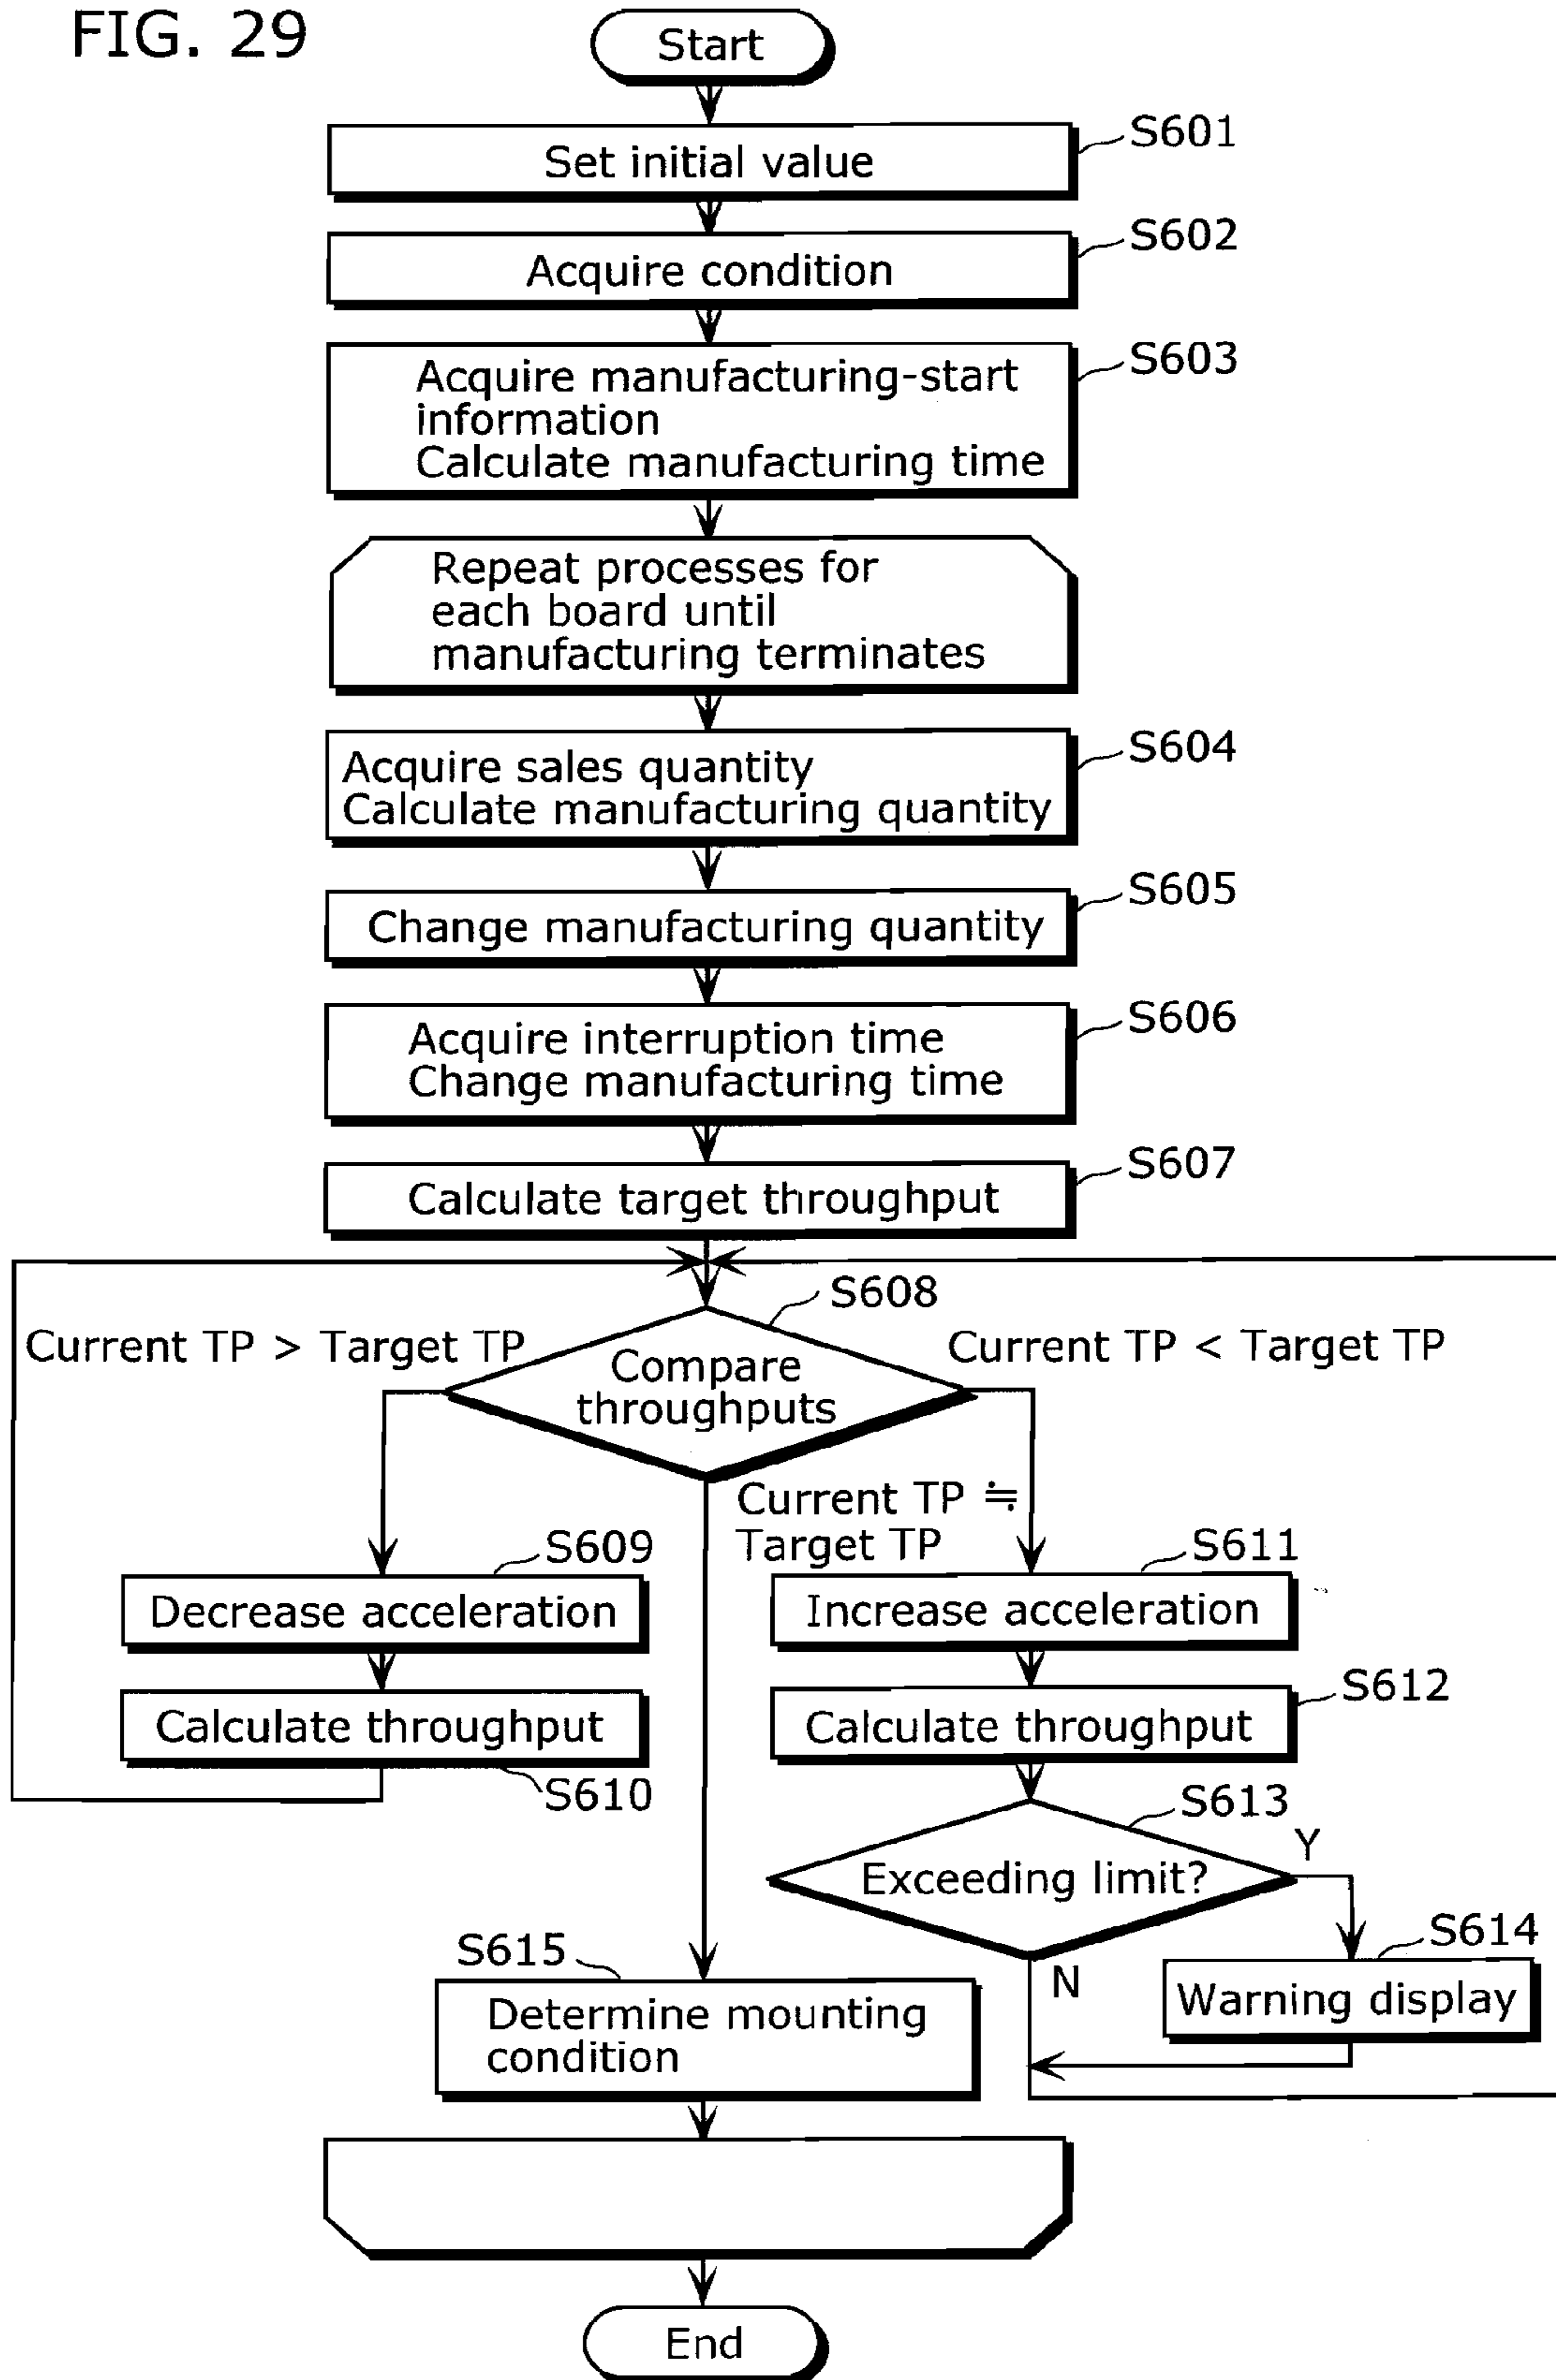 FIG. 29
Start
S601
Set initial value
S602
Acquire condition
S603
Acquire manufacturing-start
information
Calculate manufacturing time
Repeat processes for
each board until
manufacturing terminates
S604
Acquire sales quantity
Calculate manufacturing quantity
S605
Change manufacturing quantity
S606
Acquire interruption time
Change manufacturing time
S607
Calculate target throughput
S608
Current TP > Target TP
Compare
throughputs
Current TP < Target TP
Current TP ≒
Target TP
S609
Decrease acceleration
S611
Increase acceleration
Calculate throughput
S610
S612
Calculate throughput
S613
Exceeding limit?
Y
N
S614
Warning display
S615
Determine mounting
condition
End